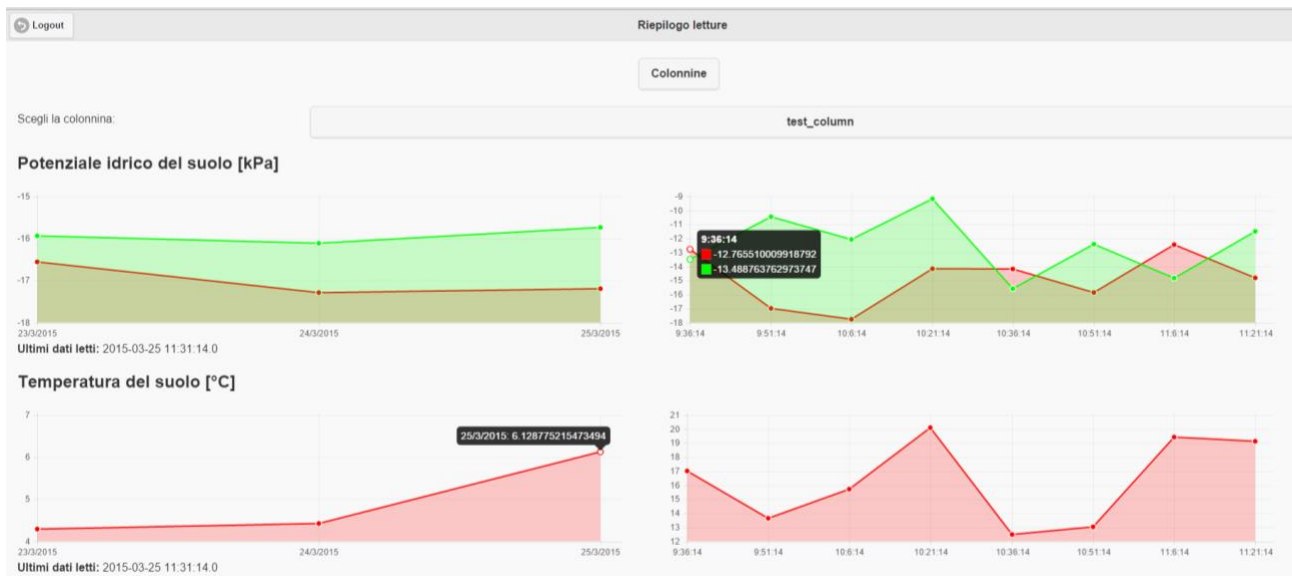 Logout
Riepilogo letture
Colonnine
Scegli la colonnina:
test_column
Potenziale idrico del suolo [kPa]
-15
-16
-17
-18
23/3/2015 24/3/2015 25/3/2015
-9
-10
-11
-12
-13
-14
-15
-16
-17
-18
9:36:14
-12.765510009918792
-13.488763762973747
9:36:14 9:51:14 10:6:14 10:21:14 10:36:14 10:51:14 11:6:14 11:21:14
Ultimi dati letti: 2015-03-25 11:31:14.0
Temperatura del suolo [°C]
7
6
5
4
25/3/2015: 6.128775215473494
23/3/2015 24/3/2015 25/3/2015
21
20
19
18
17
16
15
14
13
12
9:36:14 9:51:14 10:6:14 10:21:14 10:36:14 10:51:14 11:6:14 11:21:14
Ultimi dati letti: 2015-03-25 11:31:14.0